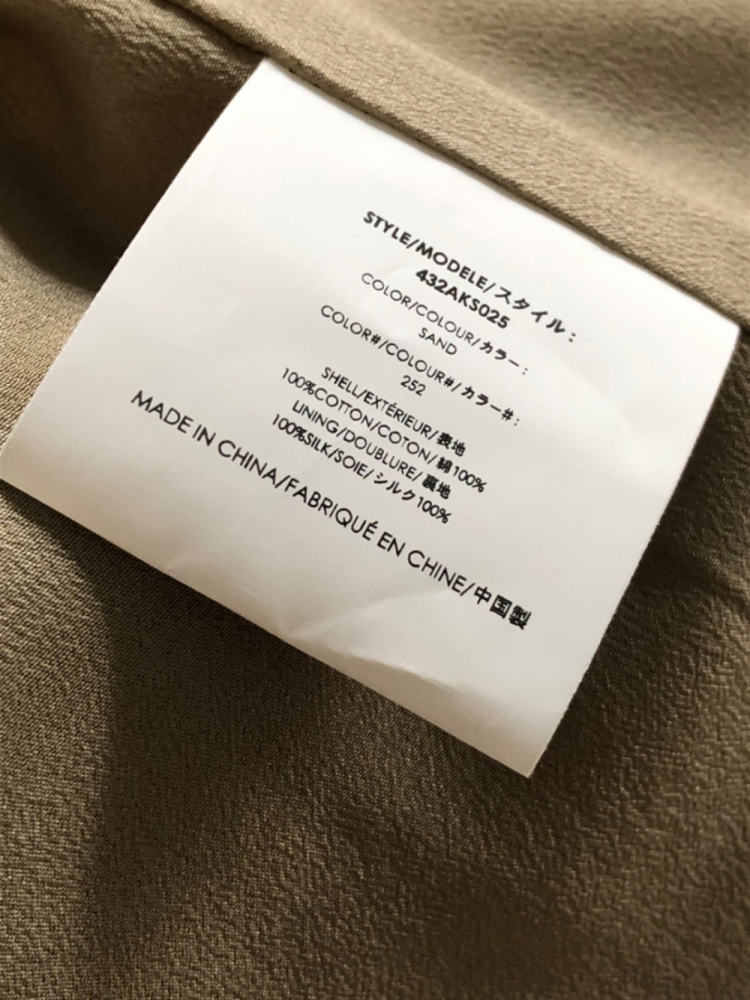 STYLE/MODELE/スタイル:
432AKS025
COLOR/COLOUR/カラー:
SAND
COLOR#/COLOUR#/カラー#:
252
SHELL/EXTÉRIEUR/表地
100%COTTON/COTON/綿100%
LINING/DOUBLURE/裏地
100%SILK/SOIE/シルク100%
MADE IN CHINA/FABRIQUÉ EN CHINE/中国製